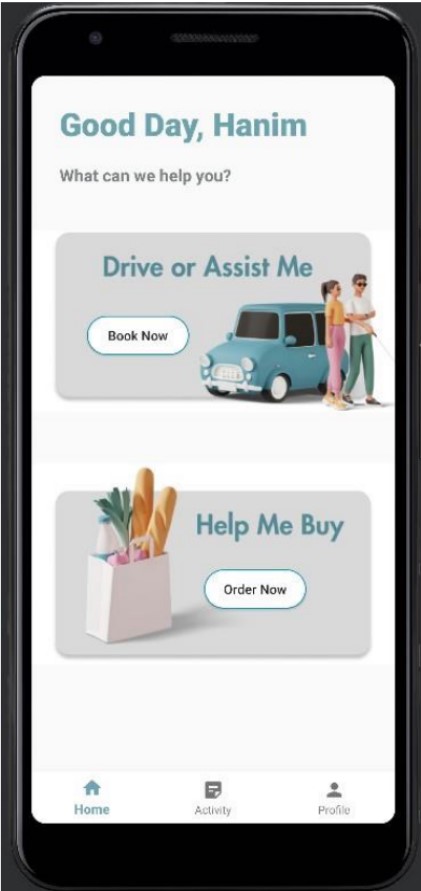 Good Day, Hanim
What can we help you?
Drive or Assist Me
Book Now
Help Me Buy
Order Now
Home
Activity
Profile